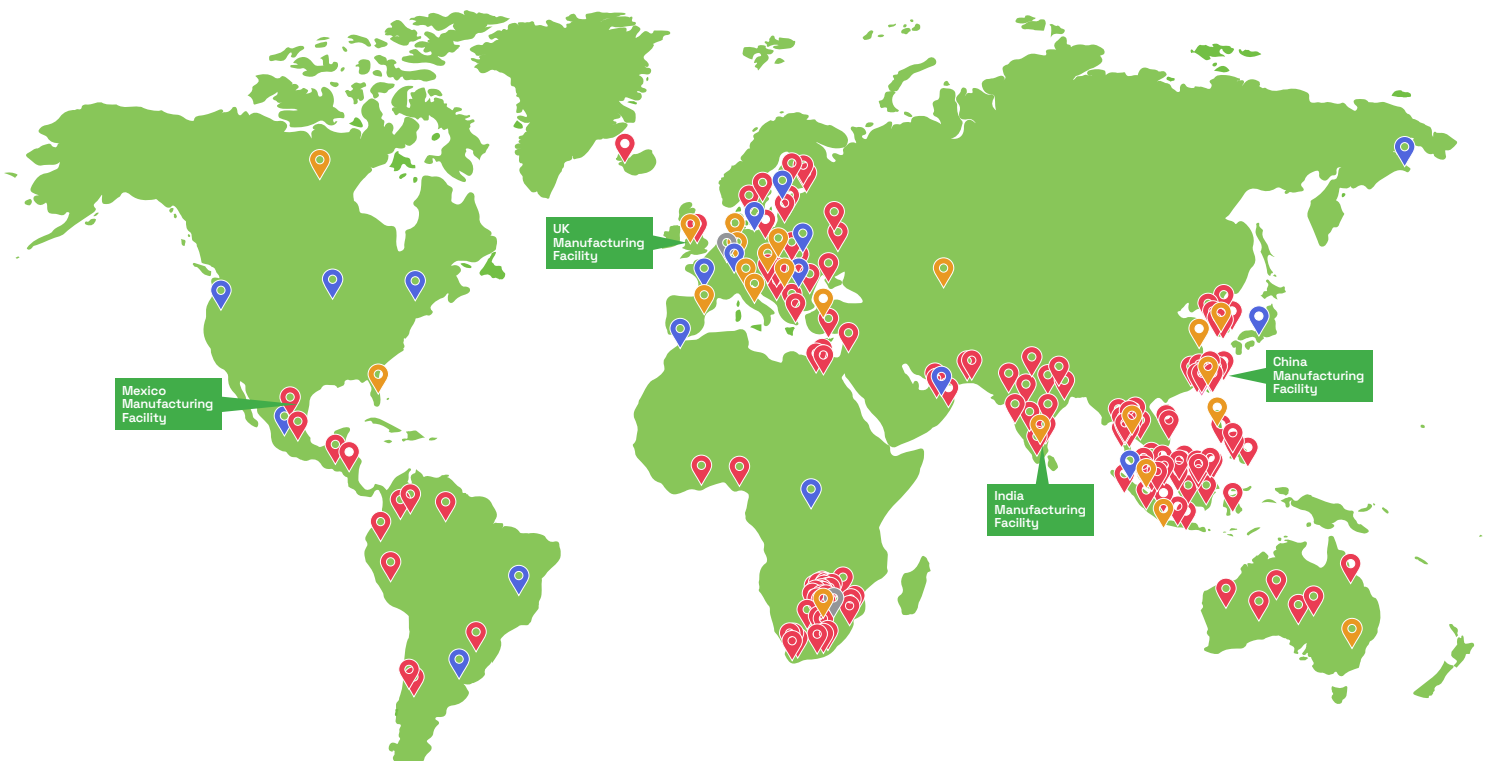 UK
Manufacturing
Facility
China
Manufacturing
Facility
Mexico
Manufacturing
Facility
India
Manufacturing
Facility